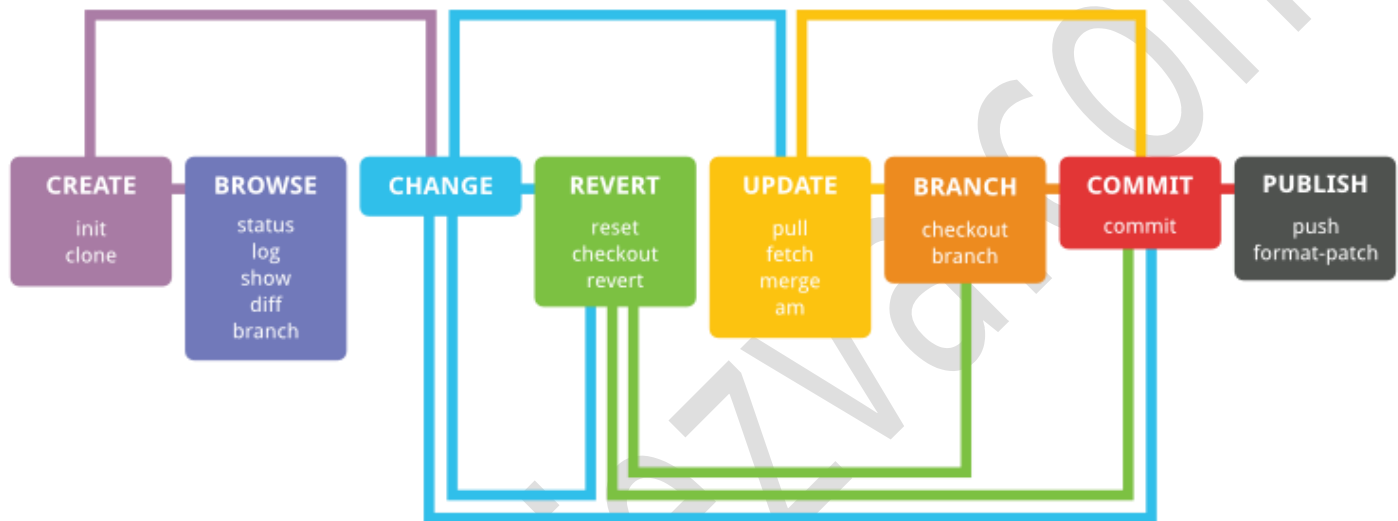 CREATE
init
clone
BROWSE
status
log
show
diff
branch
CHANGE
REVERT
reset
checkout
revert
UPDATE
pull
fetch
merge
am
BRANCH
checkout
branch
COMMIT
commit
PUBLISH
push
format-patch